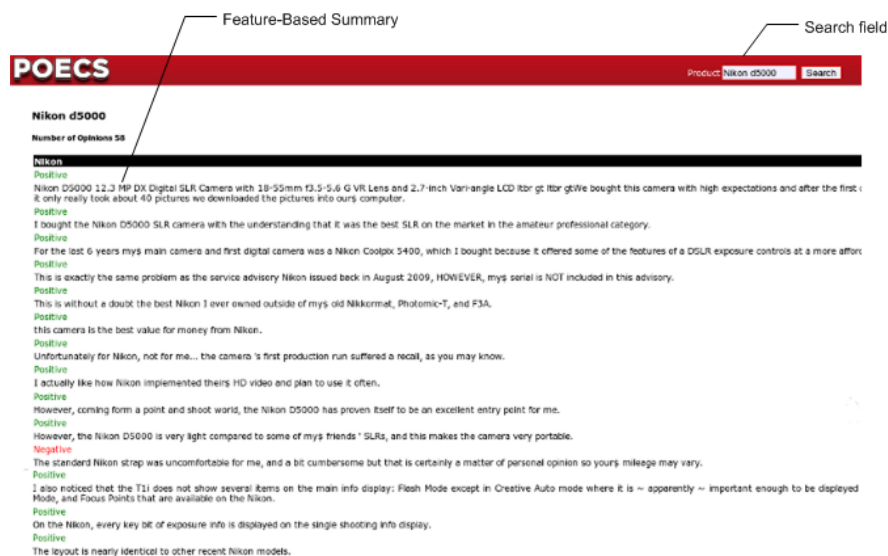 Feature-Based Summary
Search field
POECS
Product Nikon d5000 Search
Nikon d5000
Number of Opinions 58
Nikon
Positive
Nikon D5000 12.3 MP DX Digital SLR Camera with 18-55mm f3.5-5.6 G VR Lens and 2.7-inch Vari-angle LCD ltbr gt ltbr gtWe bought this camera with high expectations and after the first
it only really took about 40 pictures we downloaded the pictures into our$ computer.
Positive
I bought the Nikon D5000 SLR camera with the understanding that it was the best SLR on the market in the amateur professional category.
Positive
For the last 6 years my$ main camera and first digital camera was a Nikon Coolpix 5400, which I bought because it offered some of the features of a DSLR exposure controls at a more afford
Positive
This is exactly the same problem as the service advisory Nikon issued back in August 2009, HOWEVER, my$ serial is NOT included in this advisory.
Positive
This is without a doubt the best Nikon I ever owned outside of my$ old Nikkormat, Photomic-T, and F3A.
Positive
this camera is the best value for money from Nikon.
Positive
Unfortunately for Nikon, not for me... the camera 's first production run suffered a recall, as you may know.
Positive
I actually like how Nikon implemented their$ HD video and plan to use it often.
Positive
However, coming form a point and shoot world, the Nikon D5000 has proven itself to be an excellent entry point for me.
Positive
However, the Nikon D5000 is very light compared to some of my$ friends ' SLRs, and this makes the camera very portable.
Negative
The standard Nikon strap was uncomfortable for me, and a bit cumbersome but that is certainly a matter of personal opinion so your$ mileage may vary.
Positive
I also noticed that the T1i does not show several items on the main info display: Flash Mode except in Creative Auto mode where it is ~ apparently ~ important enough to be displayed
Mode, and Focus Points that are available on the Nikon.
Positive
On the Nikon, every key bit of exposure info is displayed on the single shooting info display.
Positive
The layout is nearly identical to other recent Nikon models.